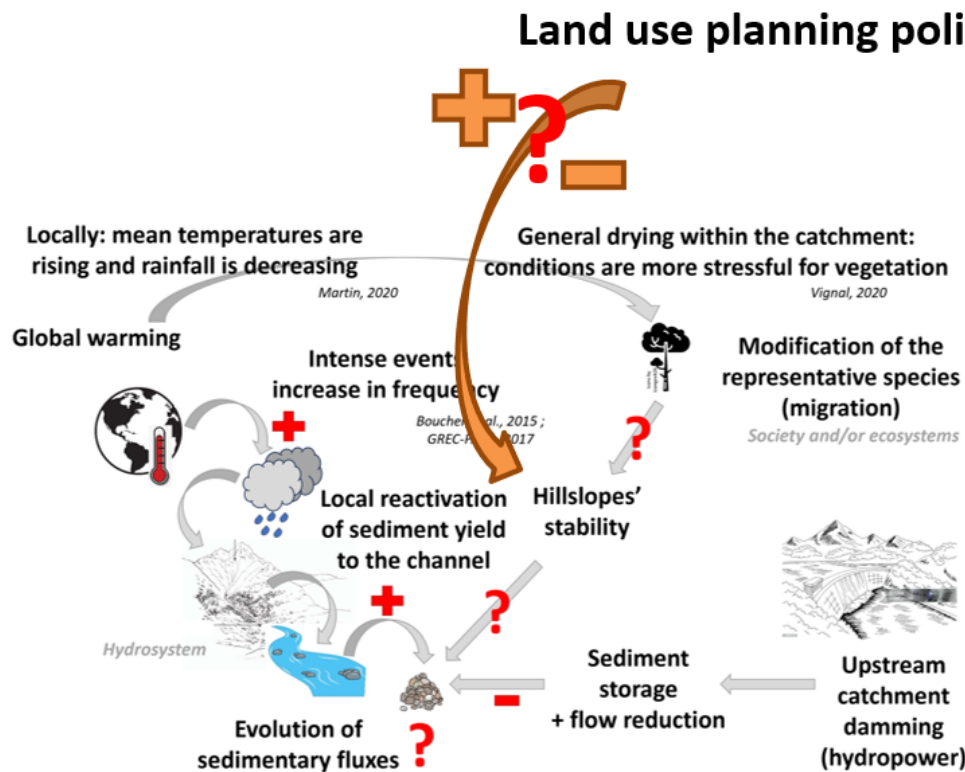 Land use planning poli
+
?
-
Locally: mean temperatures are
rising and rainfall is decreasing
Martin, 2020
General drying within the catchment:
conditions are more stressful for vegetation
Vignal, 2020
Global warming
Intense events
increase in frequency
2015 ;
2017
Modification of the
representative species
(migration)
Society and/or ecosystems
+
?
Local reactivation
of sediment yield
to the channel
Hillslopes'
stability
+
?
Hydrosystem
Sediment
storage
+ flow reduction
-
Upstream
catchment
damming
(hydropower)
Evolution of
sedimentary fluxes
?